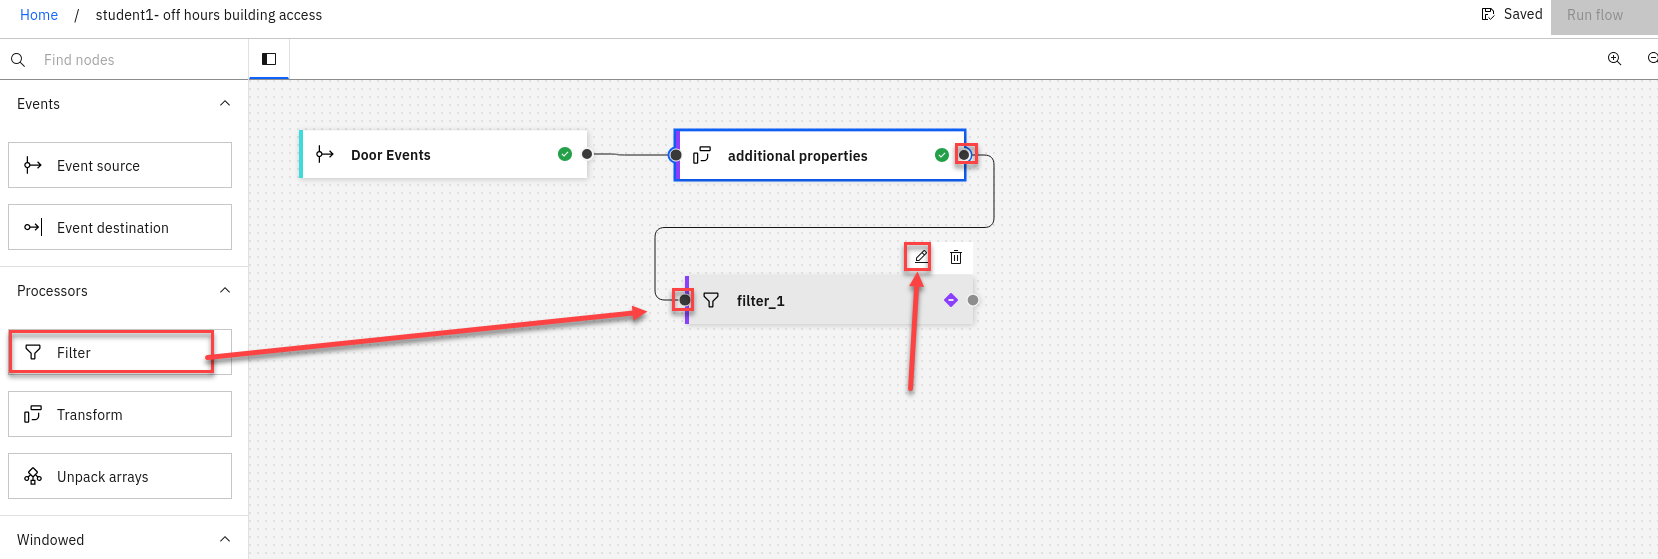 Home / student1- off hours building access
Saved
Run flow
Find nodes
Events
Event source
Event destination
Processors
Filter
Transform
Unpack arrays
Windowed
Door Events
additional properties
filter_1